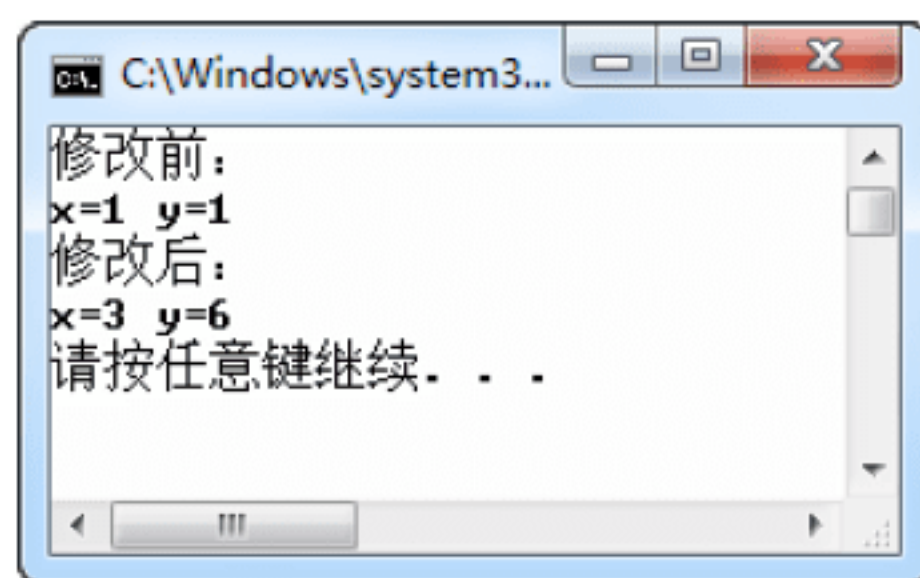 C:\Windows\system3...
修改前：
x=1 y=1
修改后：
x=3 y=6
请按任意键继续. . .